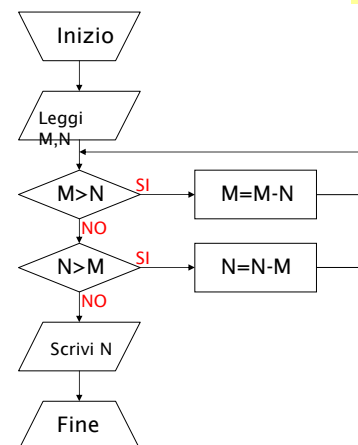 Inizio
Leggi
M,N
M>N
SI
M=M-N
NO
N>M
SI
N=N-M
NO
Scrivi N
Fine